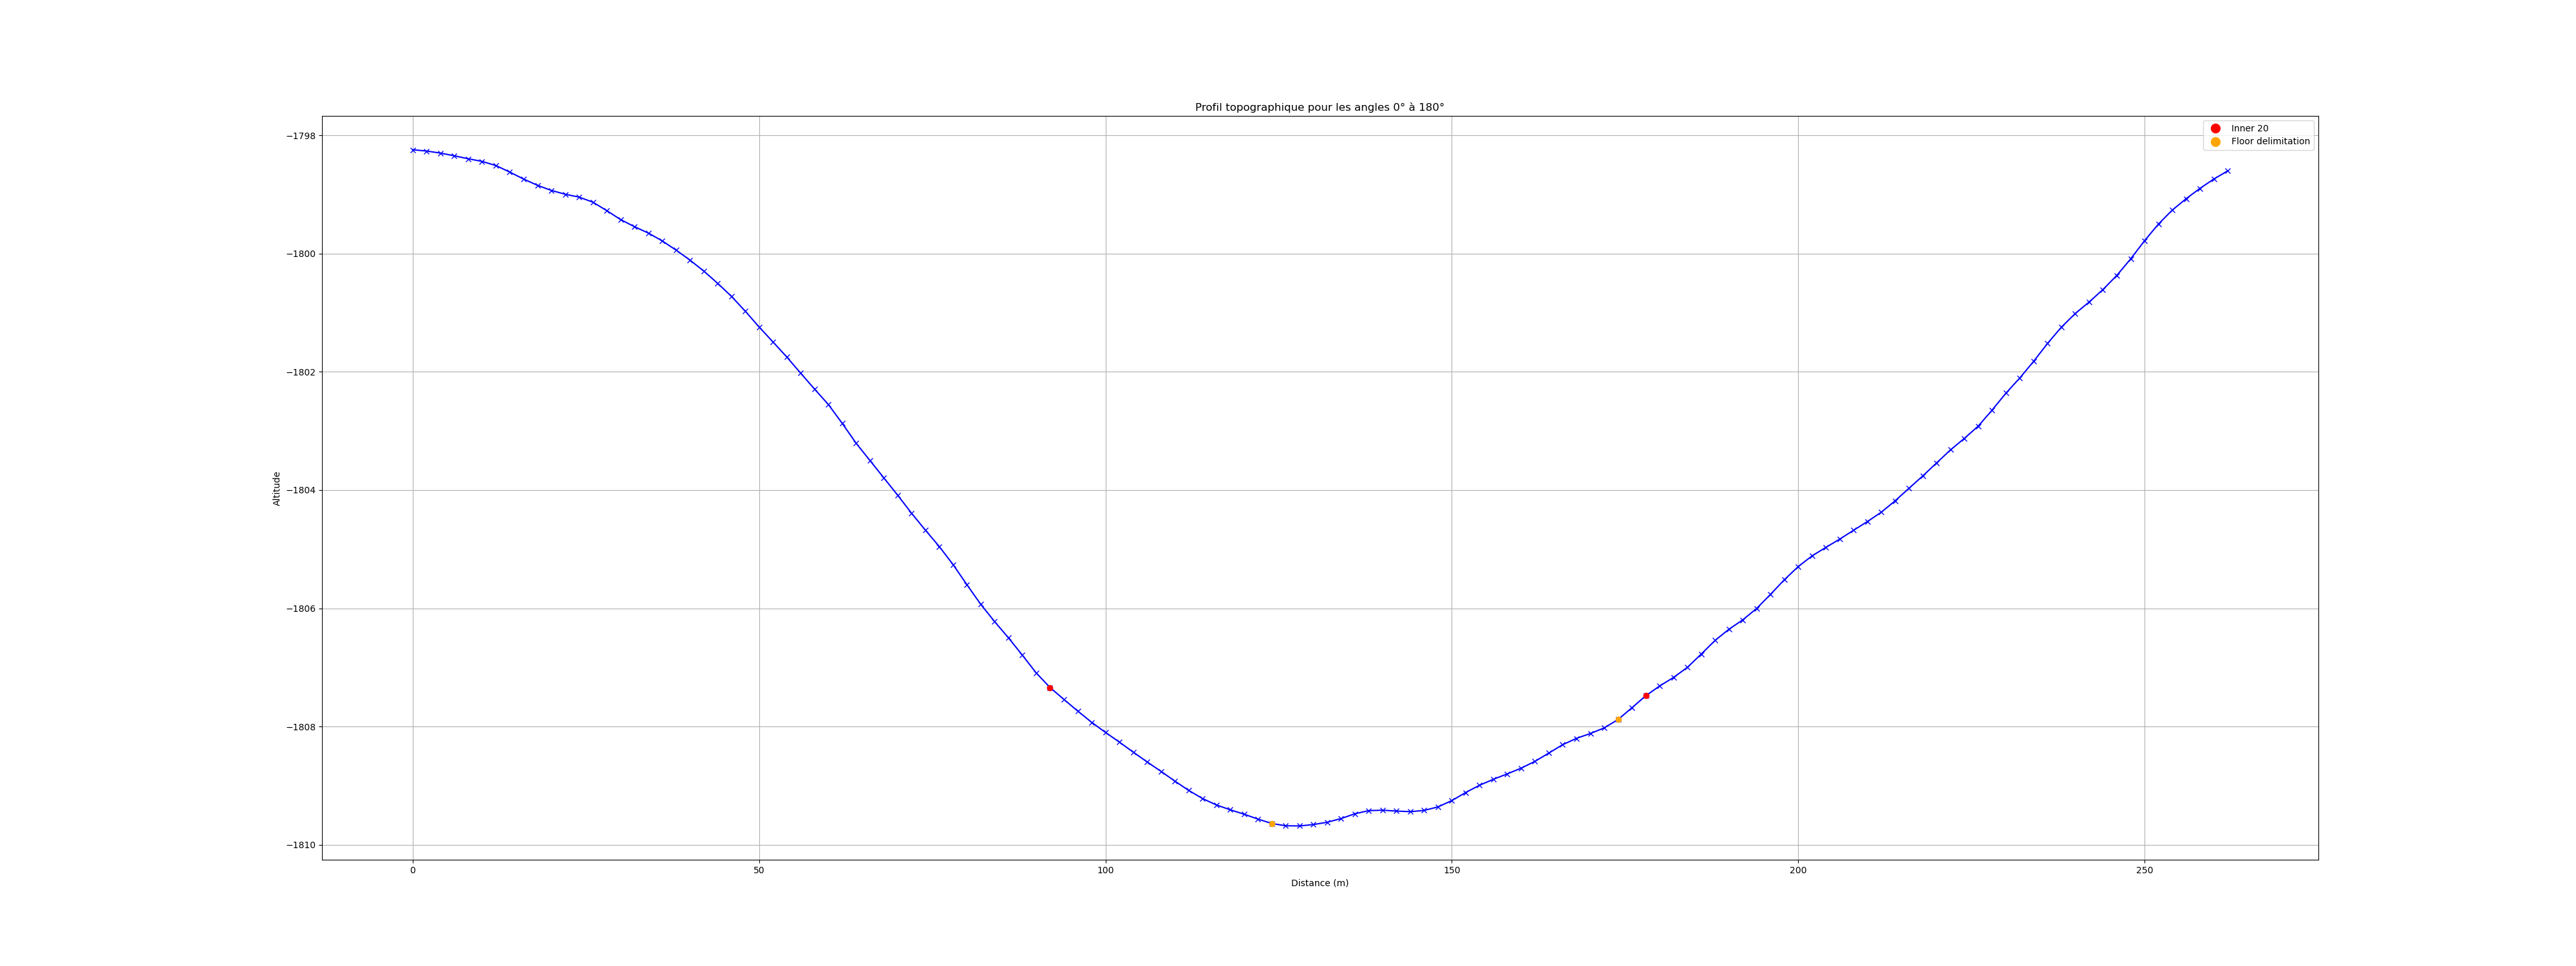 Profil topographique pour les angles 0° à 180°
Inner 20
Floor delimitation
Altitude
−1798
−1800
−1802
−1804
−1806
−1808
−1810
0 50 100 150 200 250
Distance (m)